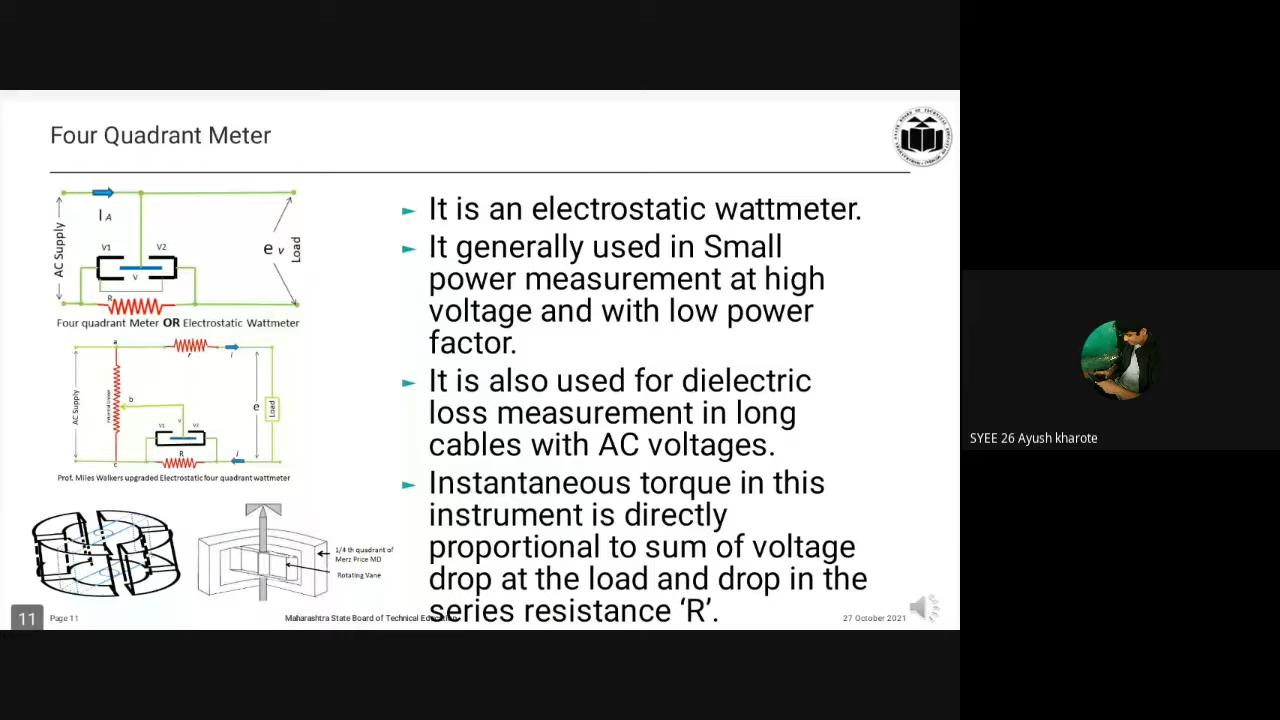 Four Quadrant Meter
I A
AC Supply
V1
V2
V
e v
Load
R
Four quadrant Meter OR Electrostatic Wattmeter
a
r
i
AC Supply
b
e
Load
V1
v
V2
R
i
c
Prof. Miles Walkers upgraded Electrostatic four quadrant wattmeter
1/4 th quadrant of
Merz Price MD
Rotating Vane
► It is an electrostatic wattmeter.
► It generally used in Small
power measurement at high
voltage and with low power
factor.
► It is also used for dielectric
loss measurement in long
cables with AC voltages.
► Instantaneous torque in this
instrument is directly
proportional to sum of voltage
drop at the load and drop in the
series resistance ‘R’.
11
Page 11
Maharashtra State Board of Technical Education
27 October 2021
SYEE 26 Ayush kharote